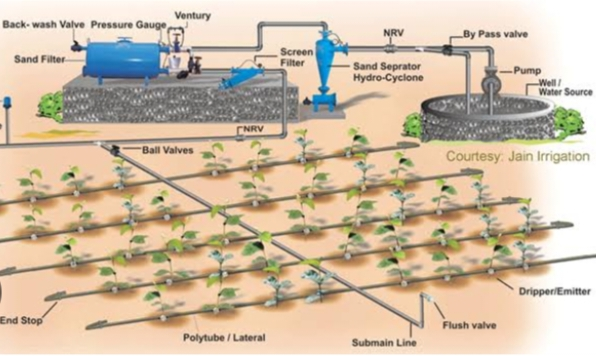 Ventury
Back- wash Valve
Pressure Gauge
NRV
By Pass valve
Sand Filter
Screen
Filter
Sand Seprator
Hydro-Cyclone
Pump
Well /
Water Source
NRV
Ball Valves
Courtesy: Jain Irrigation
Dripper/Emitter
End Stop
Flush valve
Polytube / Lateral
Submain Line